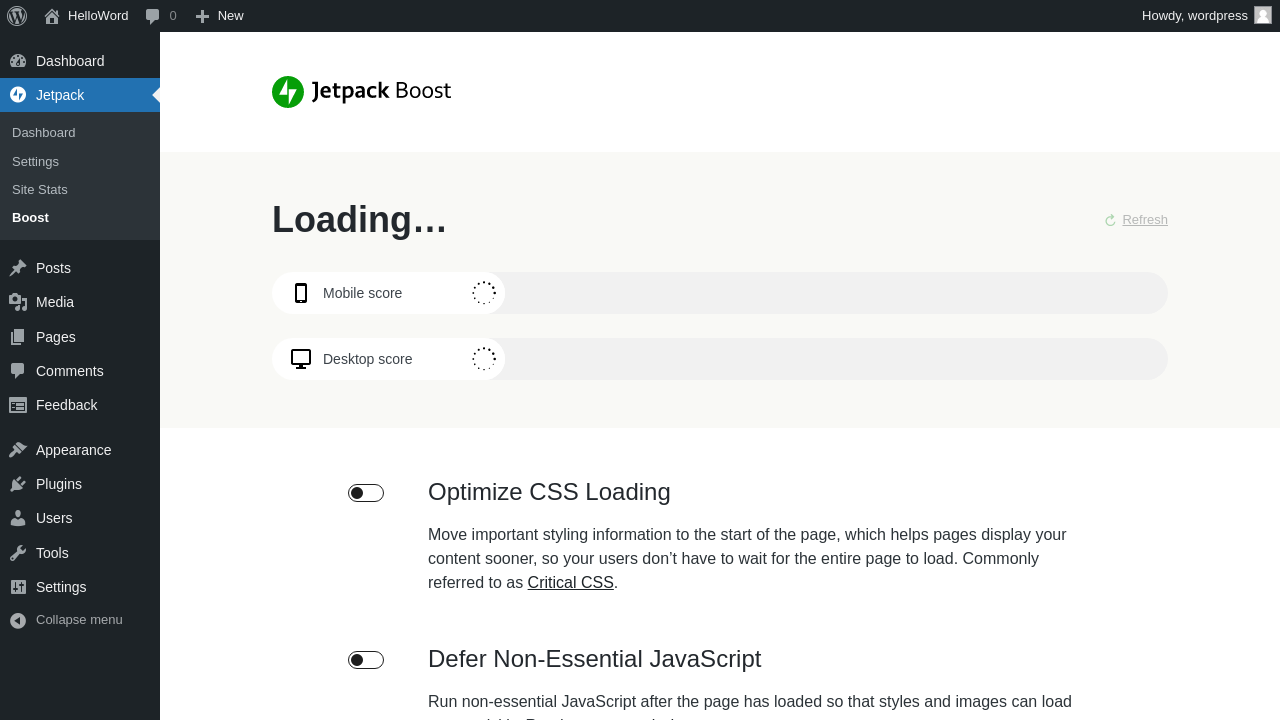 HelloWord
0
New
Howdy, wordpress
Dashboard
Jetpack
Dashboard
Settings
Site Stats
Boost
Posts
Media
Pages
Comments
Feedback
Appearance
Plugins
Users
Tools
Settings
Collapse menu
Jetpack Boost
Loading…
Refresh
Mobile score
Desktop score
Optimize CSS Loading
Move important styling information to the start of the page, which helps pages display your
content sooner, so your users don’t have to wait for the entire page to load. Commonly
referred to as Critical CSS.
Defer Non-Essential JavaScript
Run non-essential JavaScript after the page has loaded so that styles and images can load